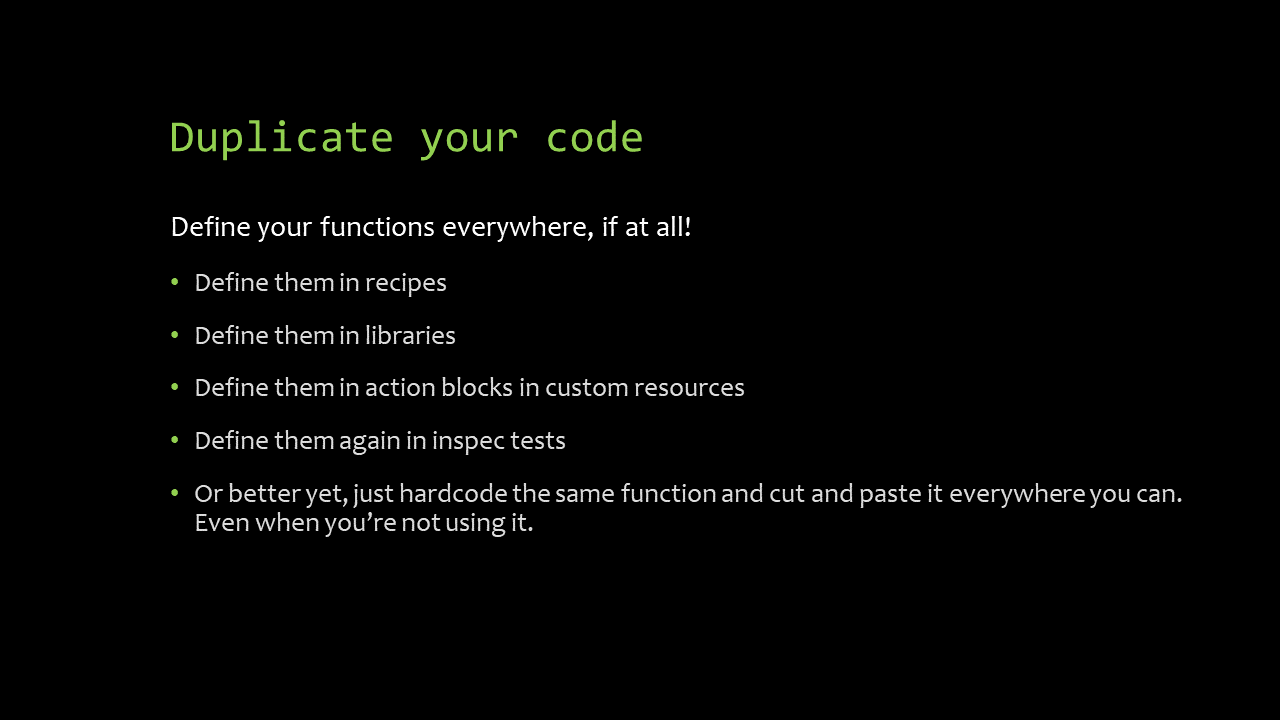 Duplicate your code
Define your functions everywhere, if at all!
• Define them in recipes
• Define them in libraries
• Define them in action blocks in custom resources
• Define them again in inspec tests
• Or better yet, just hardcode the same function and cut and paste it everywhere you can.
Even when you’re not using it.